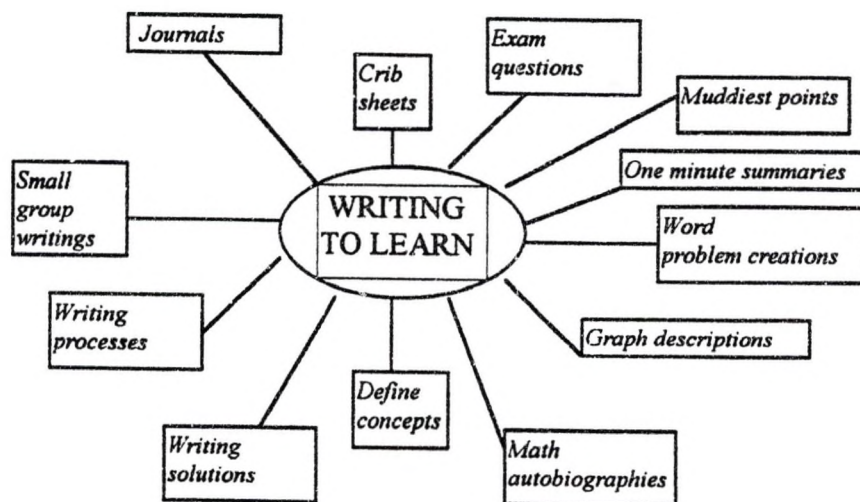 Journals
Crib
sheets
Exam
questions
Muddiest points
One minute summaries
Word
problem creations
Graph descriptions
Math
autobiographies
Define
concepts
Writing
solutions
Writing
processes
Small
group
writings
WRITING
TO LEARN